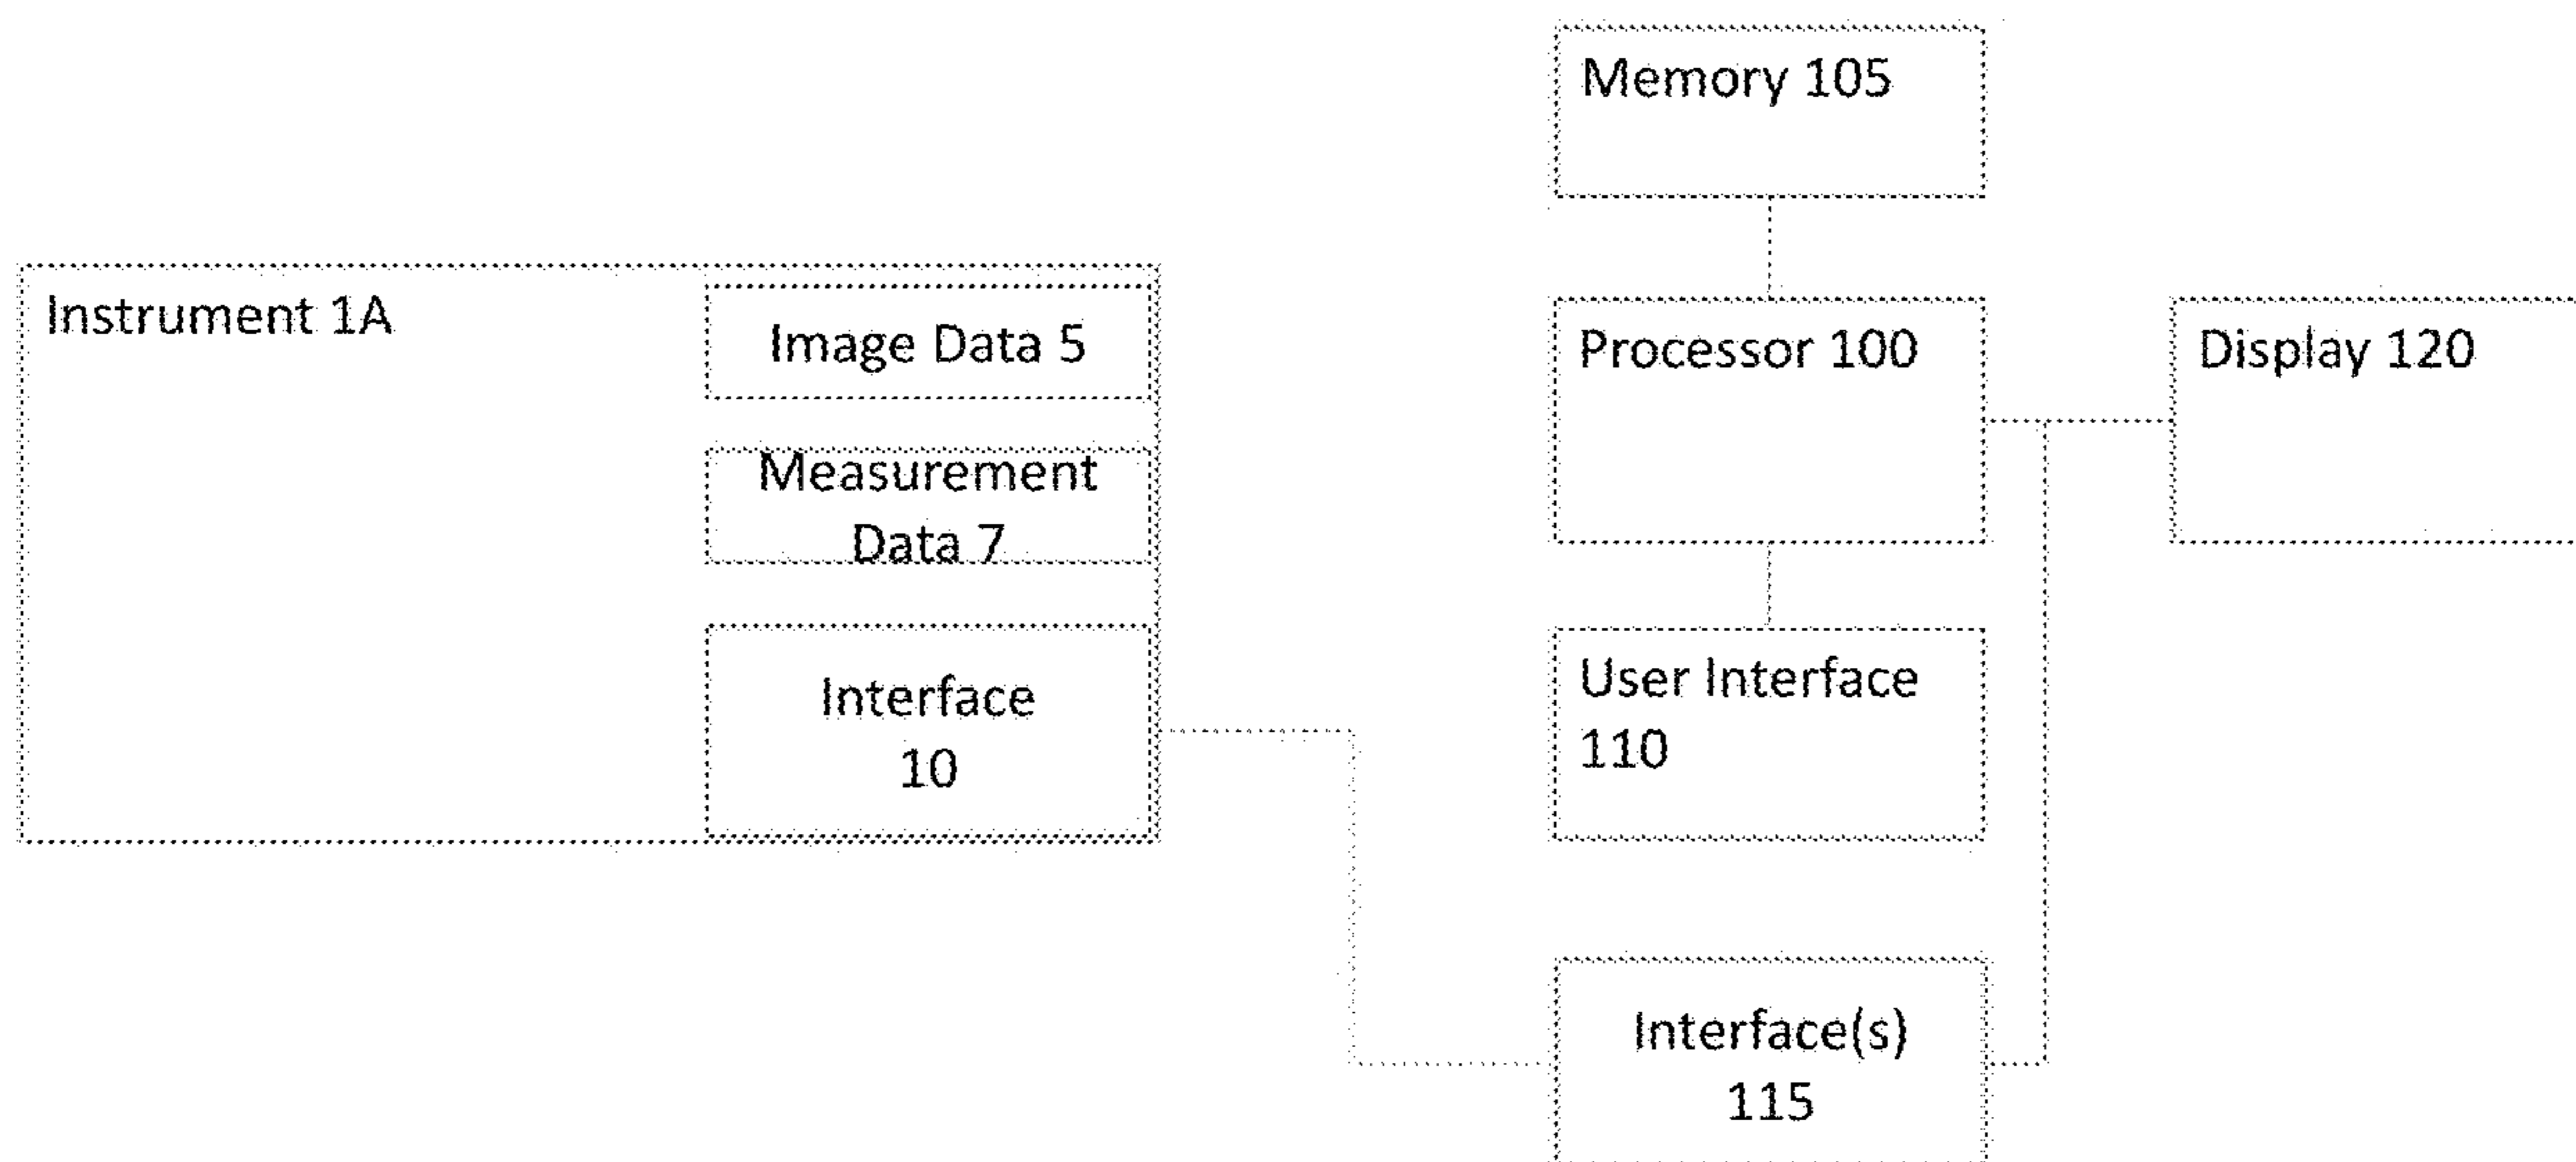 Memory 105
Instrument 1A
Image Data 5
Measurement
Data 7
Interface
10
Processor 100
Display 120
User Interface
110
Interface(s)
115